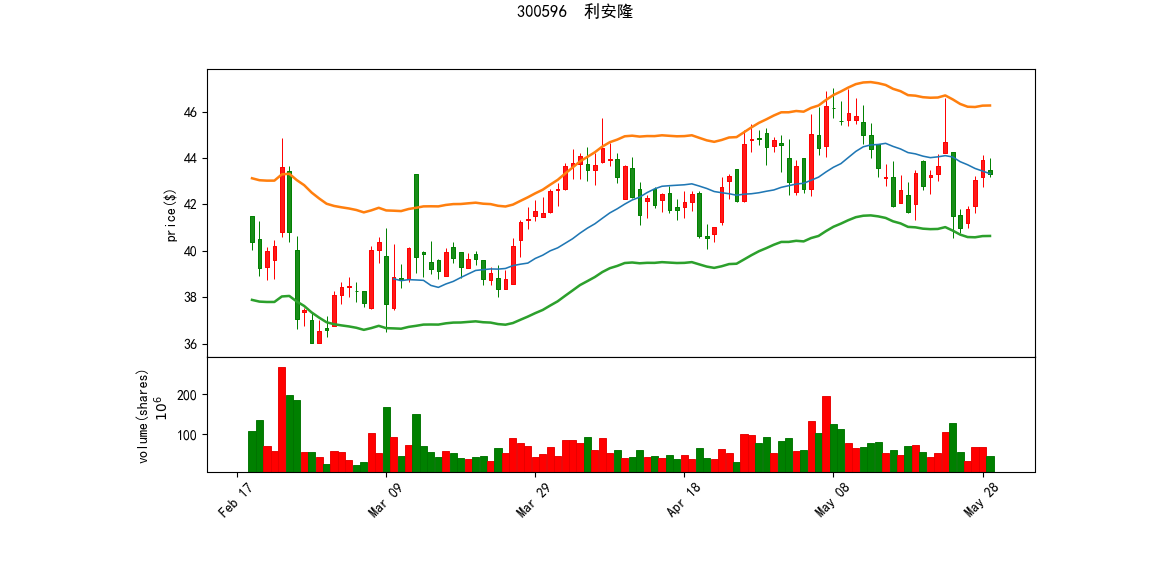 300596 利安隆
price($)
46
44
42
40
38
36
volume(shares)
10^6
200
100
Feb 17
Mar 09
Mar 29
Apr 18
May 08
May 28